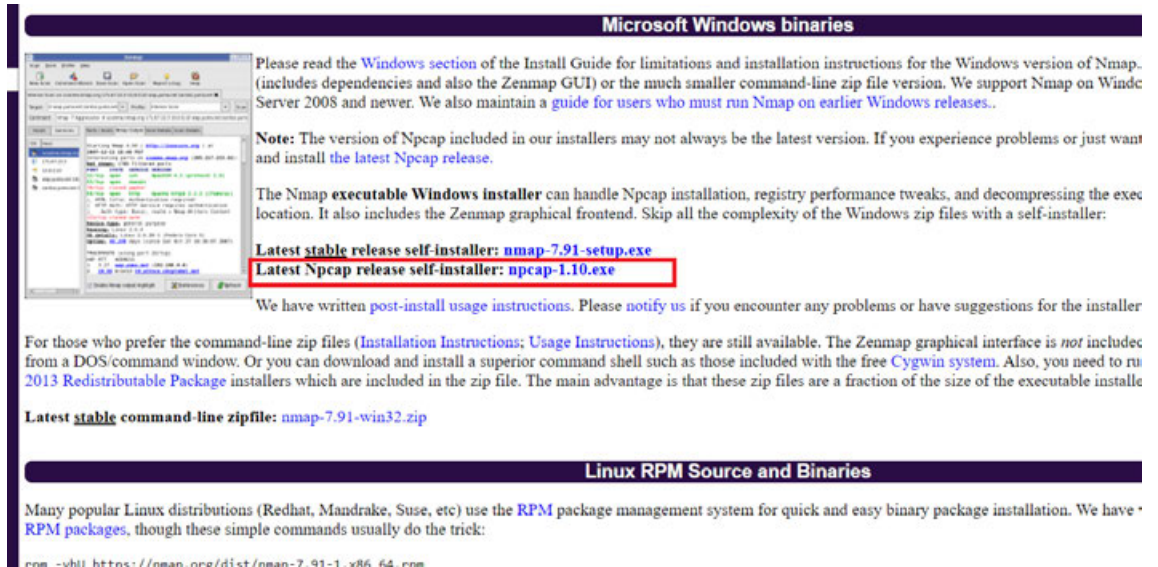 Microsoft Windows binaries
Please read the Windows section of the Install Guide for limitations and installation instructions for the Windows version of Nmap..
(includes dependencies and also the Zenmap GUI) or the much smaller command-line zip file version. We support Nmap on Windo
Server 2008 and newer. We also maintain a guide for users who must run Nmap on earlier Windows releases..
Note: The version of Npcap included in our installers may not always be the latest version. If you experience problems or just want
and install the latest Npcap release.
The Nmap executable Windows installer can handle Npcap installation, registry performance tweaks, and decompressing the exec
location. It also includes the Zenmap graphical frontend. Skip all the complexity of the Windows zip files with a self-installer:
Latest stable release self-installer: nmap-7.91-setup.exe
Latest Npcap release self-installer: npcap-1.10.exe
We have written post-install usage instructions. Please notify us if you encounter any problems or have suggestions for the installer
For those who prefer the command-line zip files (Installation Instructions; Usage Instructions), they are still available. The Zenmap graphical interface is not included
from a DOS/command window. Or you can download and install a superior command shell such as those included with the free Cygwin system. Also, you need to ru
2013 Redistributable Package installers which are included in the zip file. The main advantage is that these zip files are a fraction of the size of the executable installe
Latest stable command-line zipfile: nmap-7.91-win32.zip
Linux RPM Source and Binaries
Many popular Linux distributions (Redhat, Mandrake, Suse, etc) use the RPM package management system for quick and easy binary package installation. We have
RPM packages, though these simple commands usually do the trick:
rpm -vhU https://nmap.org/dist/nmap-7.91-1.x86_64.rpm